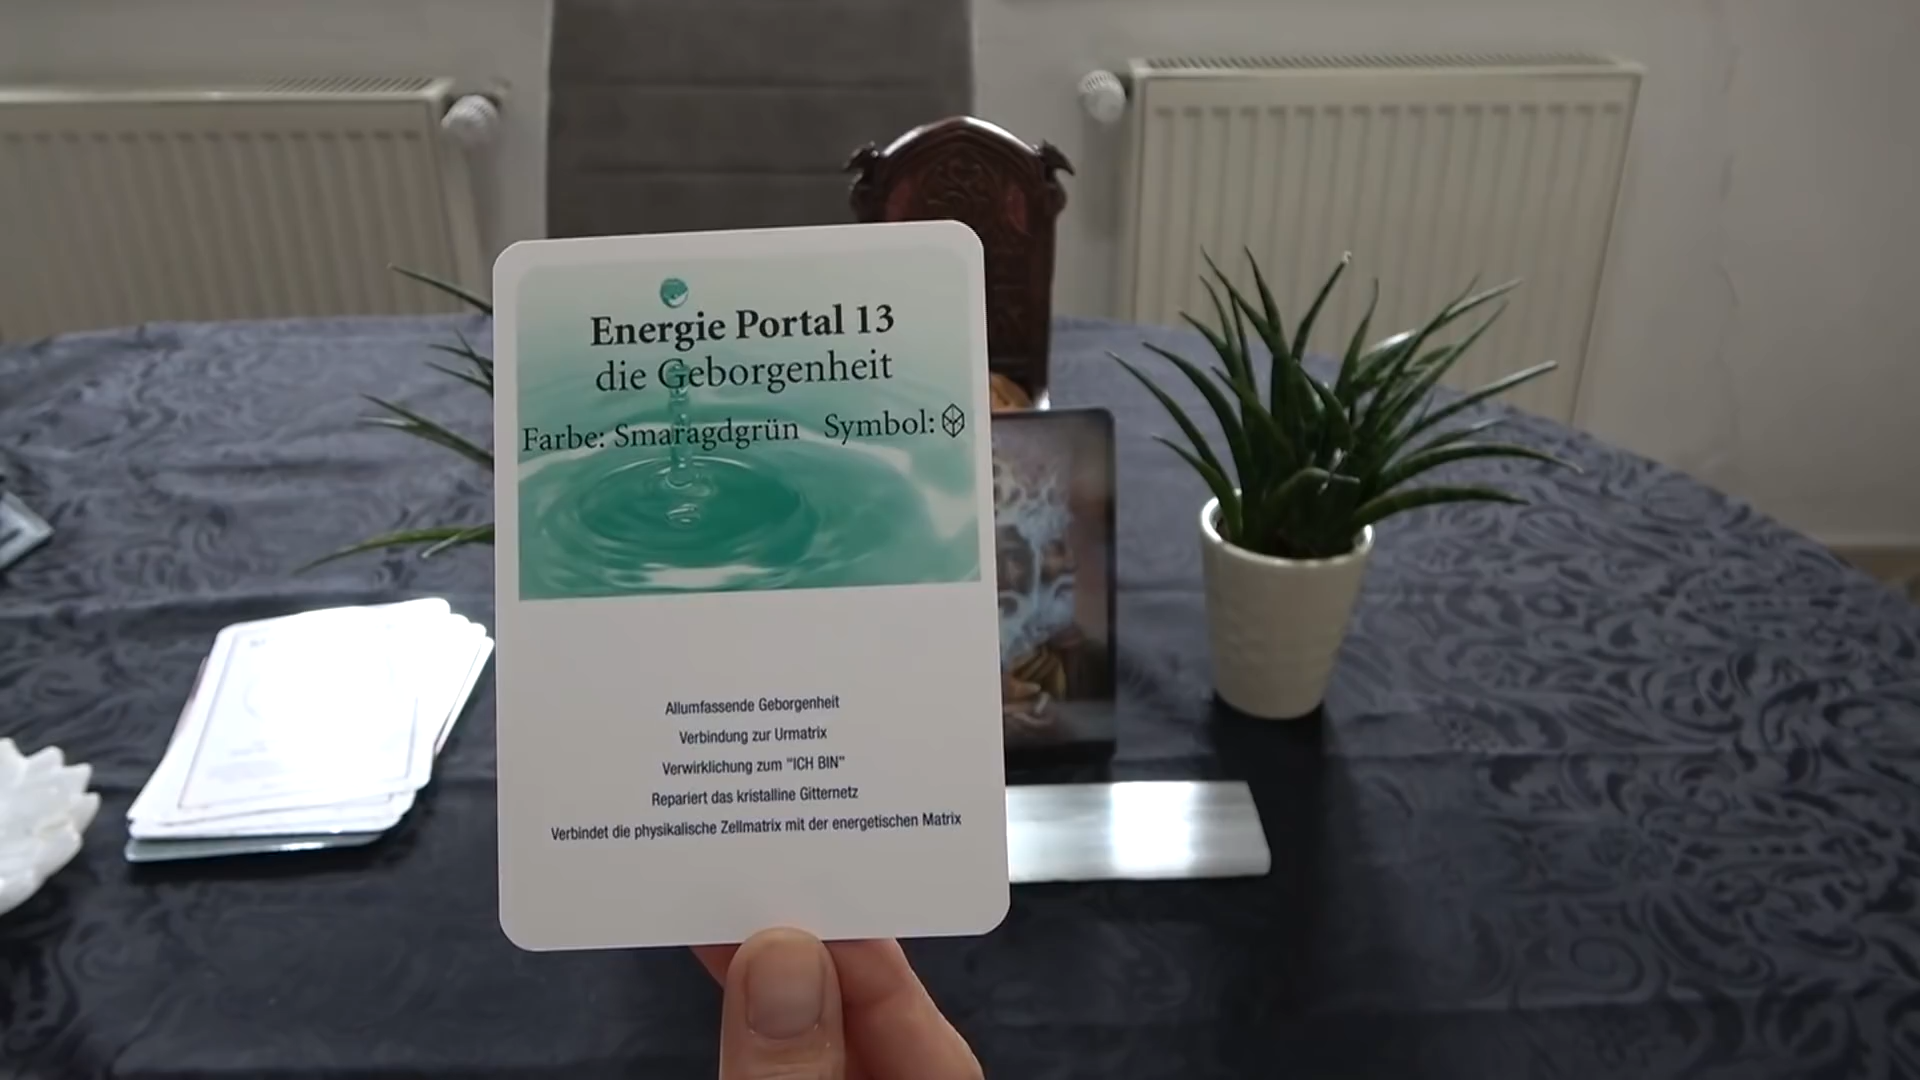 Energie Portal 13
die Geborgenheit
Farbe: Smaragdgrün Symbol:
Allumfassende Geborgenheit
Verbindung zur Urmatrix
Verwirklichung zum "ICH BIN"
Repariert das kristalline Gitternetz
Verbindet die physikalische Zellmatrix mit der energetischen Matrix